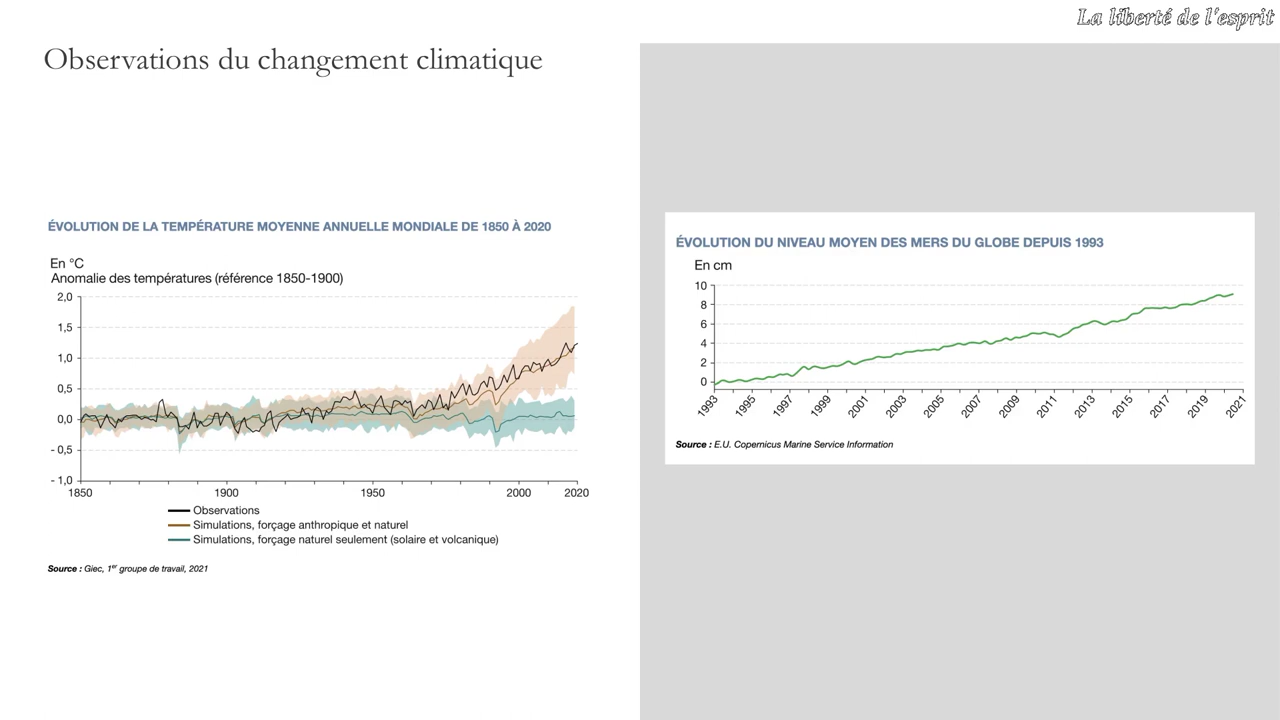 La liberté de l'esprit
Observations du changement climatique
ÉVOLUTION DE LA TEMPÉRATURE MOYENNE ANNUELLE MONDIALE DE 1850 À 2020
En °C
Anomalie des températures (référence 1850-1900)
2,0
1,5
1,0
0,5
0,0
- 0,5
- 1,0
1850 1900 1950 2000 2020
Observations
Simulations, forçage anthropique et naturel
Simulations, forçage naturel seulement (solaire et volcanique)
Source : Giec, 1er groupe de travail, 2021
ÉVOLUTION DU NIVEAU MOYEN DES MERS DU GLOBE DEPUIS 1993
En cm
10
8
6
4
2
0
1993 1995 1997 1999 2001 2003 2005 2007 2009 2011 2013 2015 2017 2019 2021
Source : E.U. Copernicus Marine Service Information